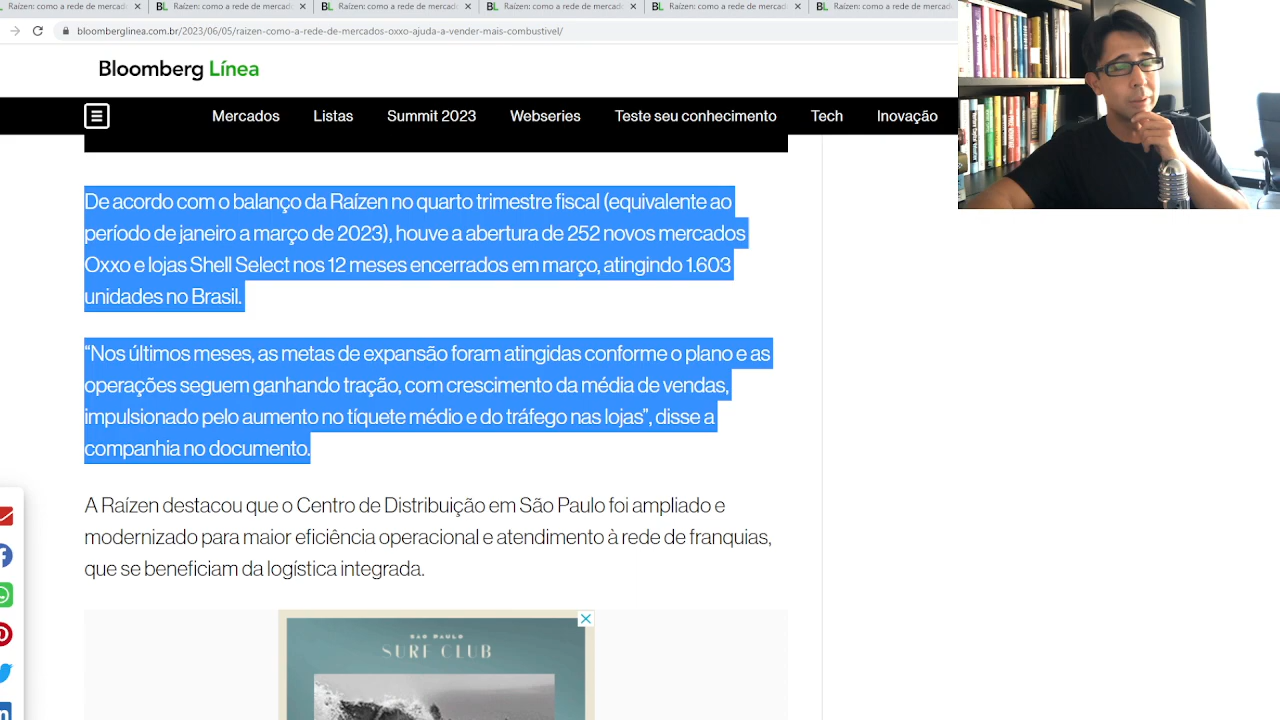 Raízen: como a rede de mercado
Raízen: como a rede de mercado
Raízen: como a rede de mercado
Raízen: como a rede de mercado
Raízen: como a rede de mercado
Raízen: como a rede de mercado
bloomberglinea.com.br/2023/06/05/raizen-como-a-rede-de-mercados-oxxo-ajuda-a-vender-mais-combustivel/
Bloomberg Línea
Mercados Listas Summit 2023 Webseries Teste seu conhecimento Tech Inovação
De acordo com o balanço da Raízen no quarto trimestre fiscal (equivalente ao
período de janeiro a março de 2023), houve a abertura de 252 novos mercados
Oxxo e lojas Shell Select nos 12 meses encerrados em março, atingindo 1.603
unidades no Brasil.
“Nos últimos meses, as metas de expansão foram atingidas conforme o plano e as
operações seguem ganhando tração, com crescimento da média de vendas,
impulsionado pelo aumento no tíquete médio e do tráfego nas lojas”, disse a
companhia no documento.
A Raízen destacou que o Centro de Distribuição em São Paulo foi ampliado e
modernizado para maior eficiência operacional e atendimento à rede de franquias,
que se beneficiam da logística integrada.
SÃO PAULO
SURF CLUB